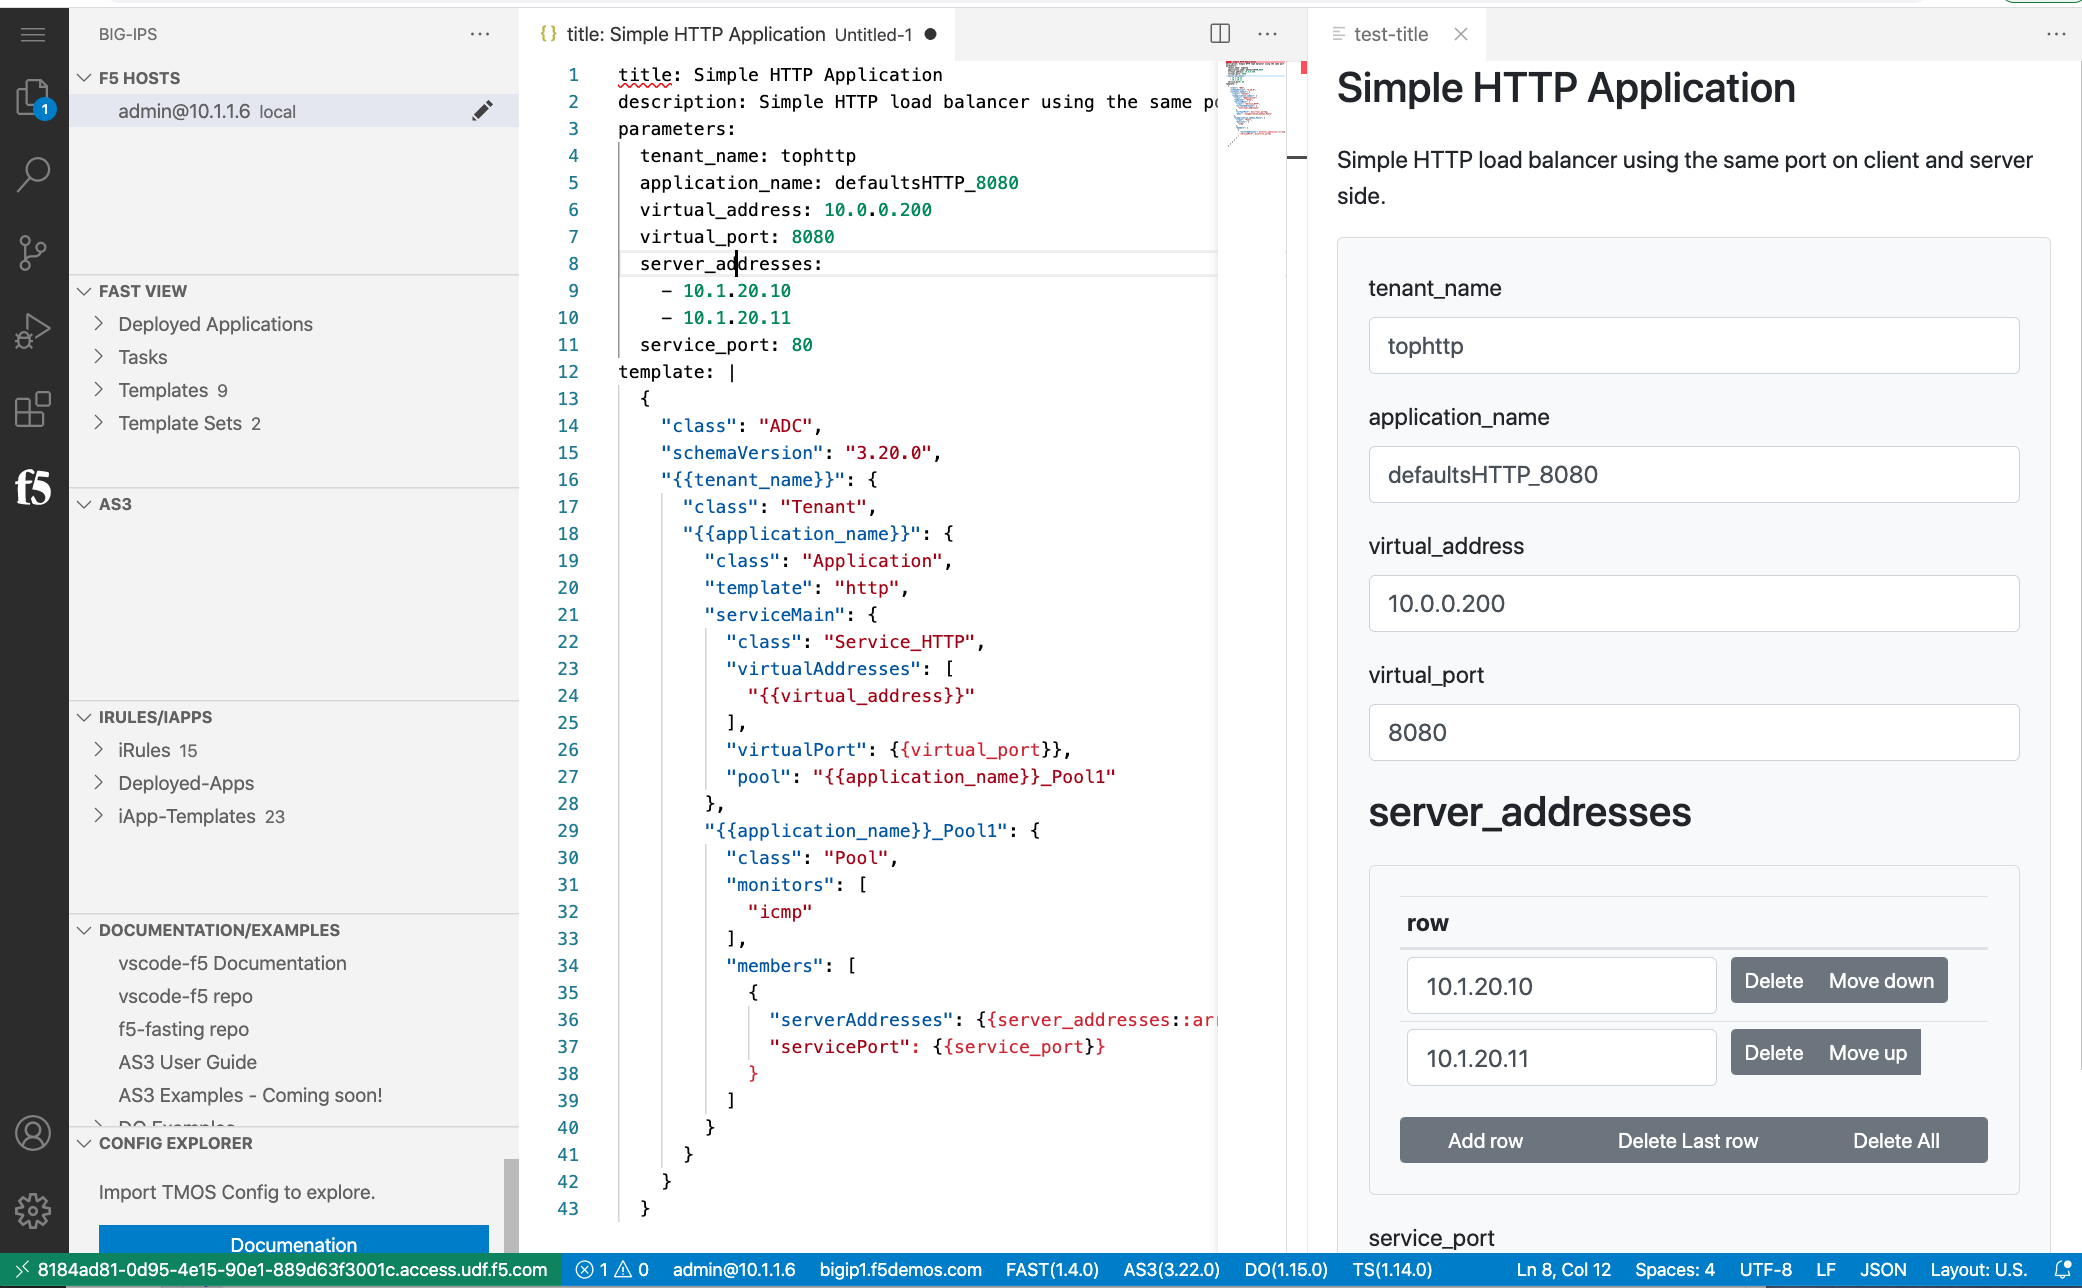 BIG-IPS
F5 HOSTS
admin@10.1.1.6 local
1
FAST VIEW
Deployed Applications
Tasks
Templates 9
Template Sets 2
f5
AS3
IRULES/IAPPS
iRules 15
Deployed-Apps
iApp-Templates 23
DOCUMENTATION/EXAMPLES
vscode-f5 Documentation
vscode-f5 repo
f5-fasting repo
AS3 User Guide
AS3 Examples - Coming soon!
DO Examples
CONFIG EXPLORER
Import TMOS Config to explore.
Documenation
title: Simple HTTP Application Untitled-1
1 title: Simple HTTP Application
2 description: Simple HTTP load balancer using the same po
3 parameters:
4 tenant_name: tophttp
5 application_name: defaultsHTTP_8080
6 virtual_address: 10.0.0.200
7 virtual_port: 8080
8 server_addresses:
9 - 10.1.20.10
10 - 10.1.20.11
11 service_port: 80
12 template: |
13 {
14 "class": "ADC",
15 "schemaVersion": "3.20.0",
16 "{{tenant_name}}": {
17 "class": "Tenant",
18 "{{application_name}}": {
19 "class": "Application",
20 "template": "http",
21 "serviceMain": {
22 "class": "Service_HTTP",
23 "virtualAddresses": [
24 "{{virtual_address}}"
25 ],
26 "virtualPort": {{virtual_port}},
27 "pool": "{{application_name}}_Pool1"
28 },
29 "{{application_name}}_Pool1": {
30 "class": "Pool",
31 "monitors": [
32 "icmp"
33 ],
34 "members": [
35 {
36 "serverAddresses": {{server_addresses::arr
37 "servicePort": {{service_port}}
38 }
39 ]
40 }
41 }
42 }
43 }
test-title
Simple HTTP Application
Simple HTTP load balancer using the same port on client and server
side.
tenant_name
tophttp
application_name
defaultsHTTP_8080
virtual_address
10.0.0.200
virtual_port
8080
server_addresses
row
10.1.20.10 Delete Move down
10.1.20.11 Delete Move up
Add row Delete Last row Delete All
service_port
8184ad81-0d95-4e15-90e1-889d63f3001c.access.udf.f5.com 1 0 admin@10.1.1.6 bigip1.f5demos.com FAST(1.4.0) AS3(3.22.0) DO(1.15.0) TS(1.14.0) Ln 8, Col 12 Spaces: 4 UTF-8 LF JSON Layout: U.S.